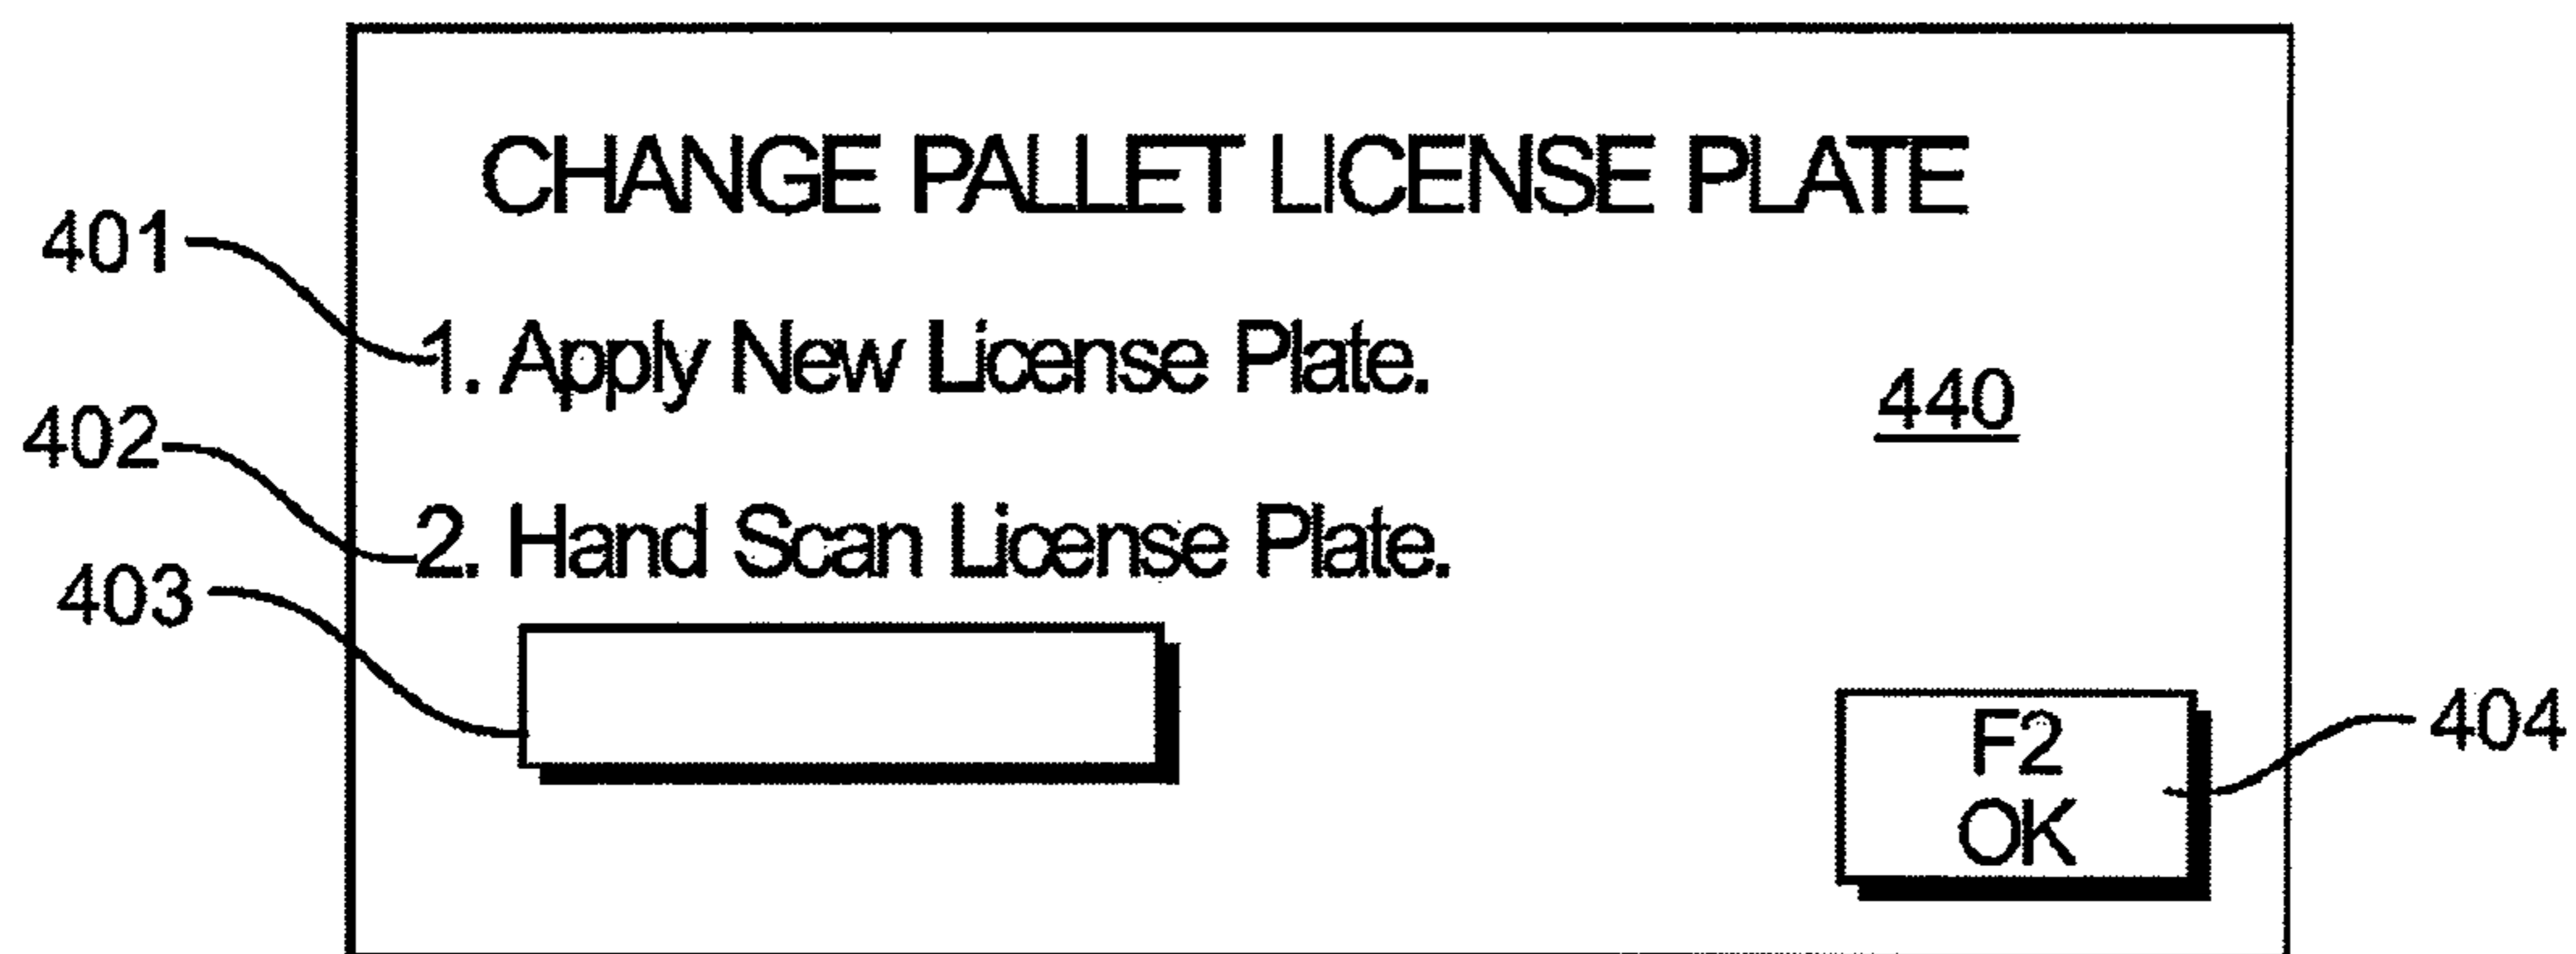 CHANGE PALLET LICENSE PLATE
401
1. Apply New License Plate.
440
402
2. Hand Scan License Plate.
403
F2
OK
404